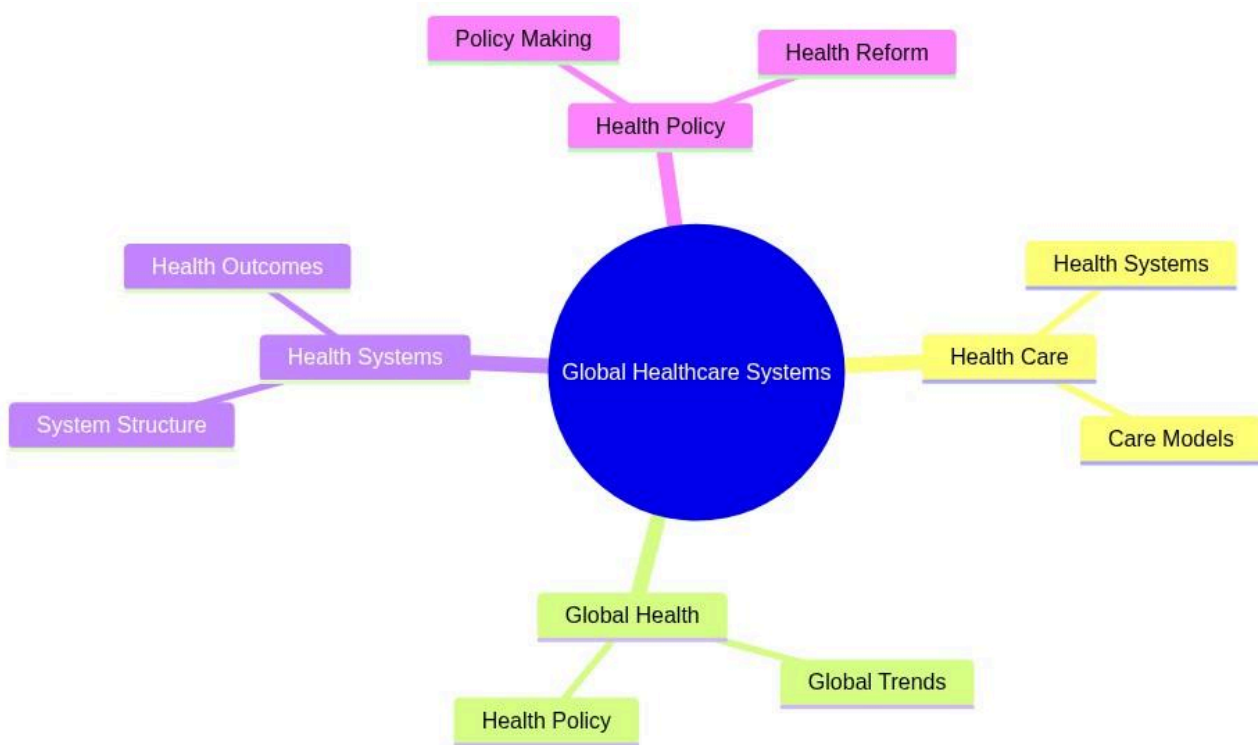 Policy Making
Health Reform
Health Policy
Health Outcomes
Health Systems
Health Systems
Health Care
Global Healthcare Systems
System Structure
Care Models
Global Health
Global Trends
Health Policy